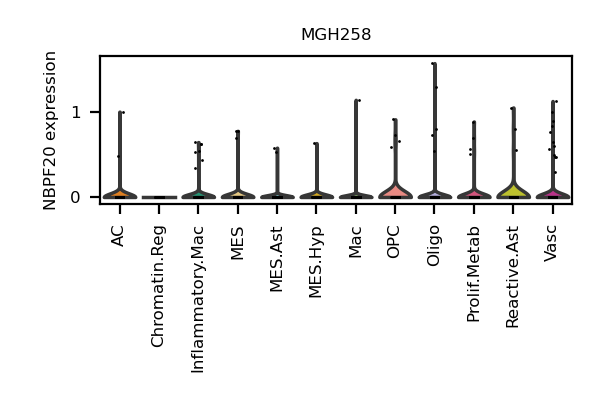 MGH258
NBPF20 expression
1
0
AC
Chromatin.Reg
Inflammatory.Mac
MES
MES.Ast
MES.Hyp
Mac
OPC
Oligo
Prolif.Metab
Reactive.Ast
Vasc